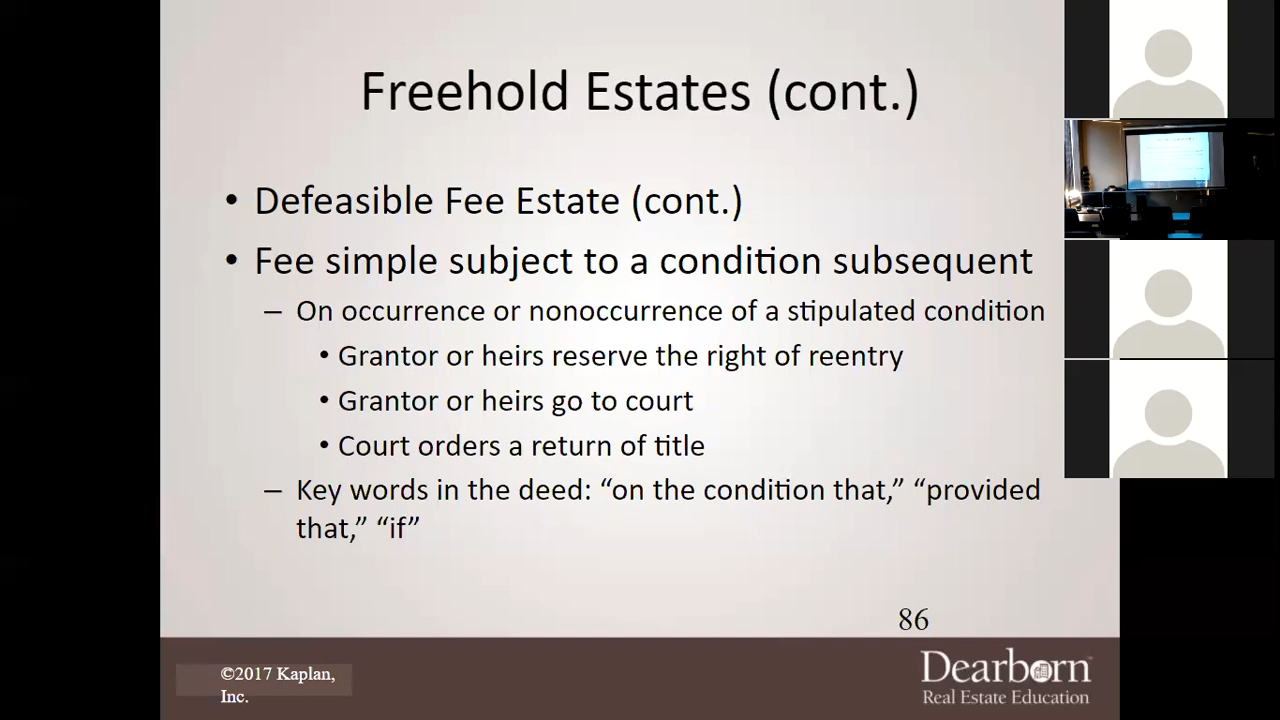 Freehold Estates (cont.)
• Defeasible Fee Estate (cont.)
• Fee simple subject to a condition subsequent
– On occurrence or nonoccurrence of a stipulated condition
• Grantor or heirs reserve the right of reentry
• Grantor or heirs go to court
• Court orders a return of title
– Key words in the deed: “on the condition that,” “provided
that,” “if”
86
©2017 Kaplan,
Inc.
Dearborn™
Real Estate Education